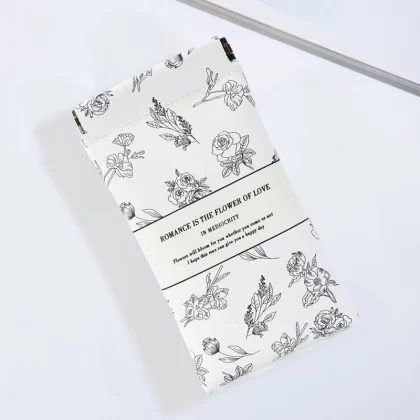 ROMANCE IS THE FLOWER OF LOVE
IN MEDIOCRITY
Flowers will bloom for you whether you come or not
I hope this ones can give you a happy day